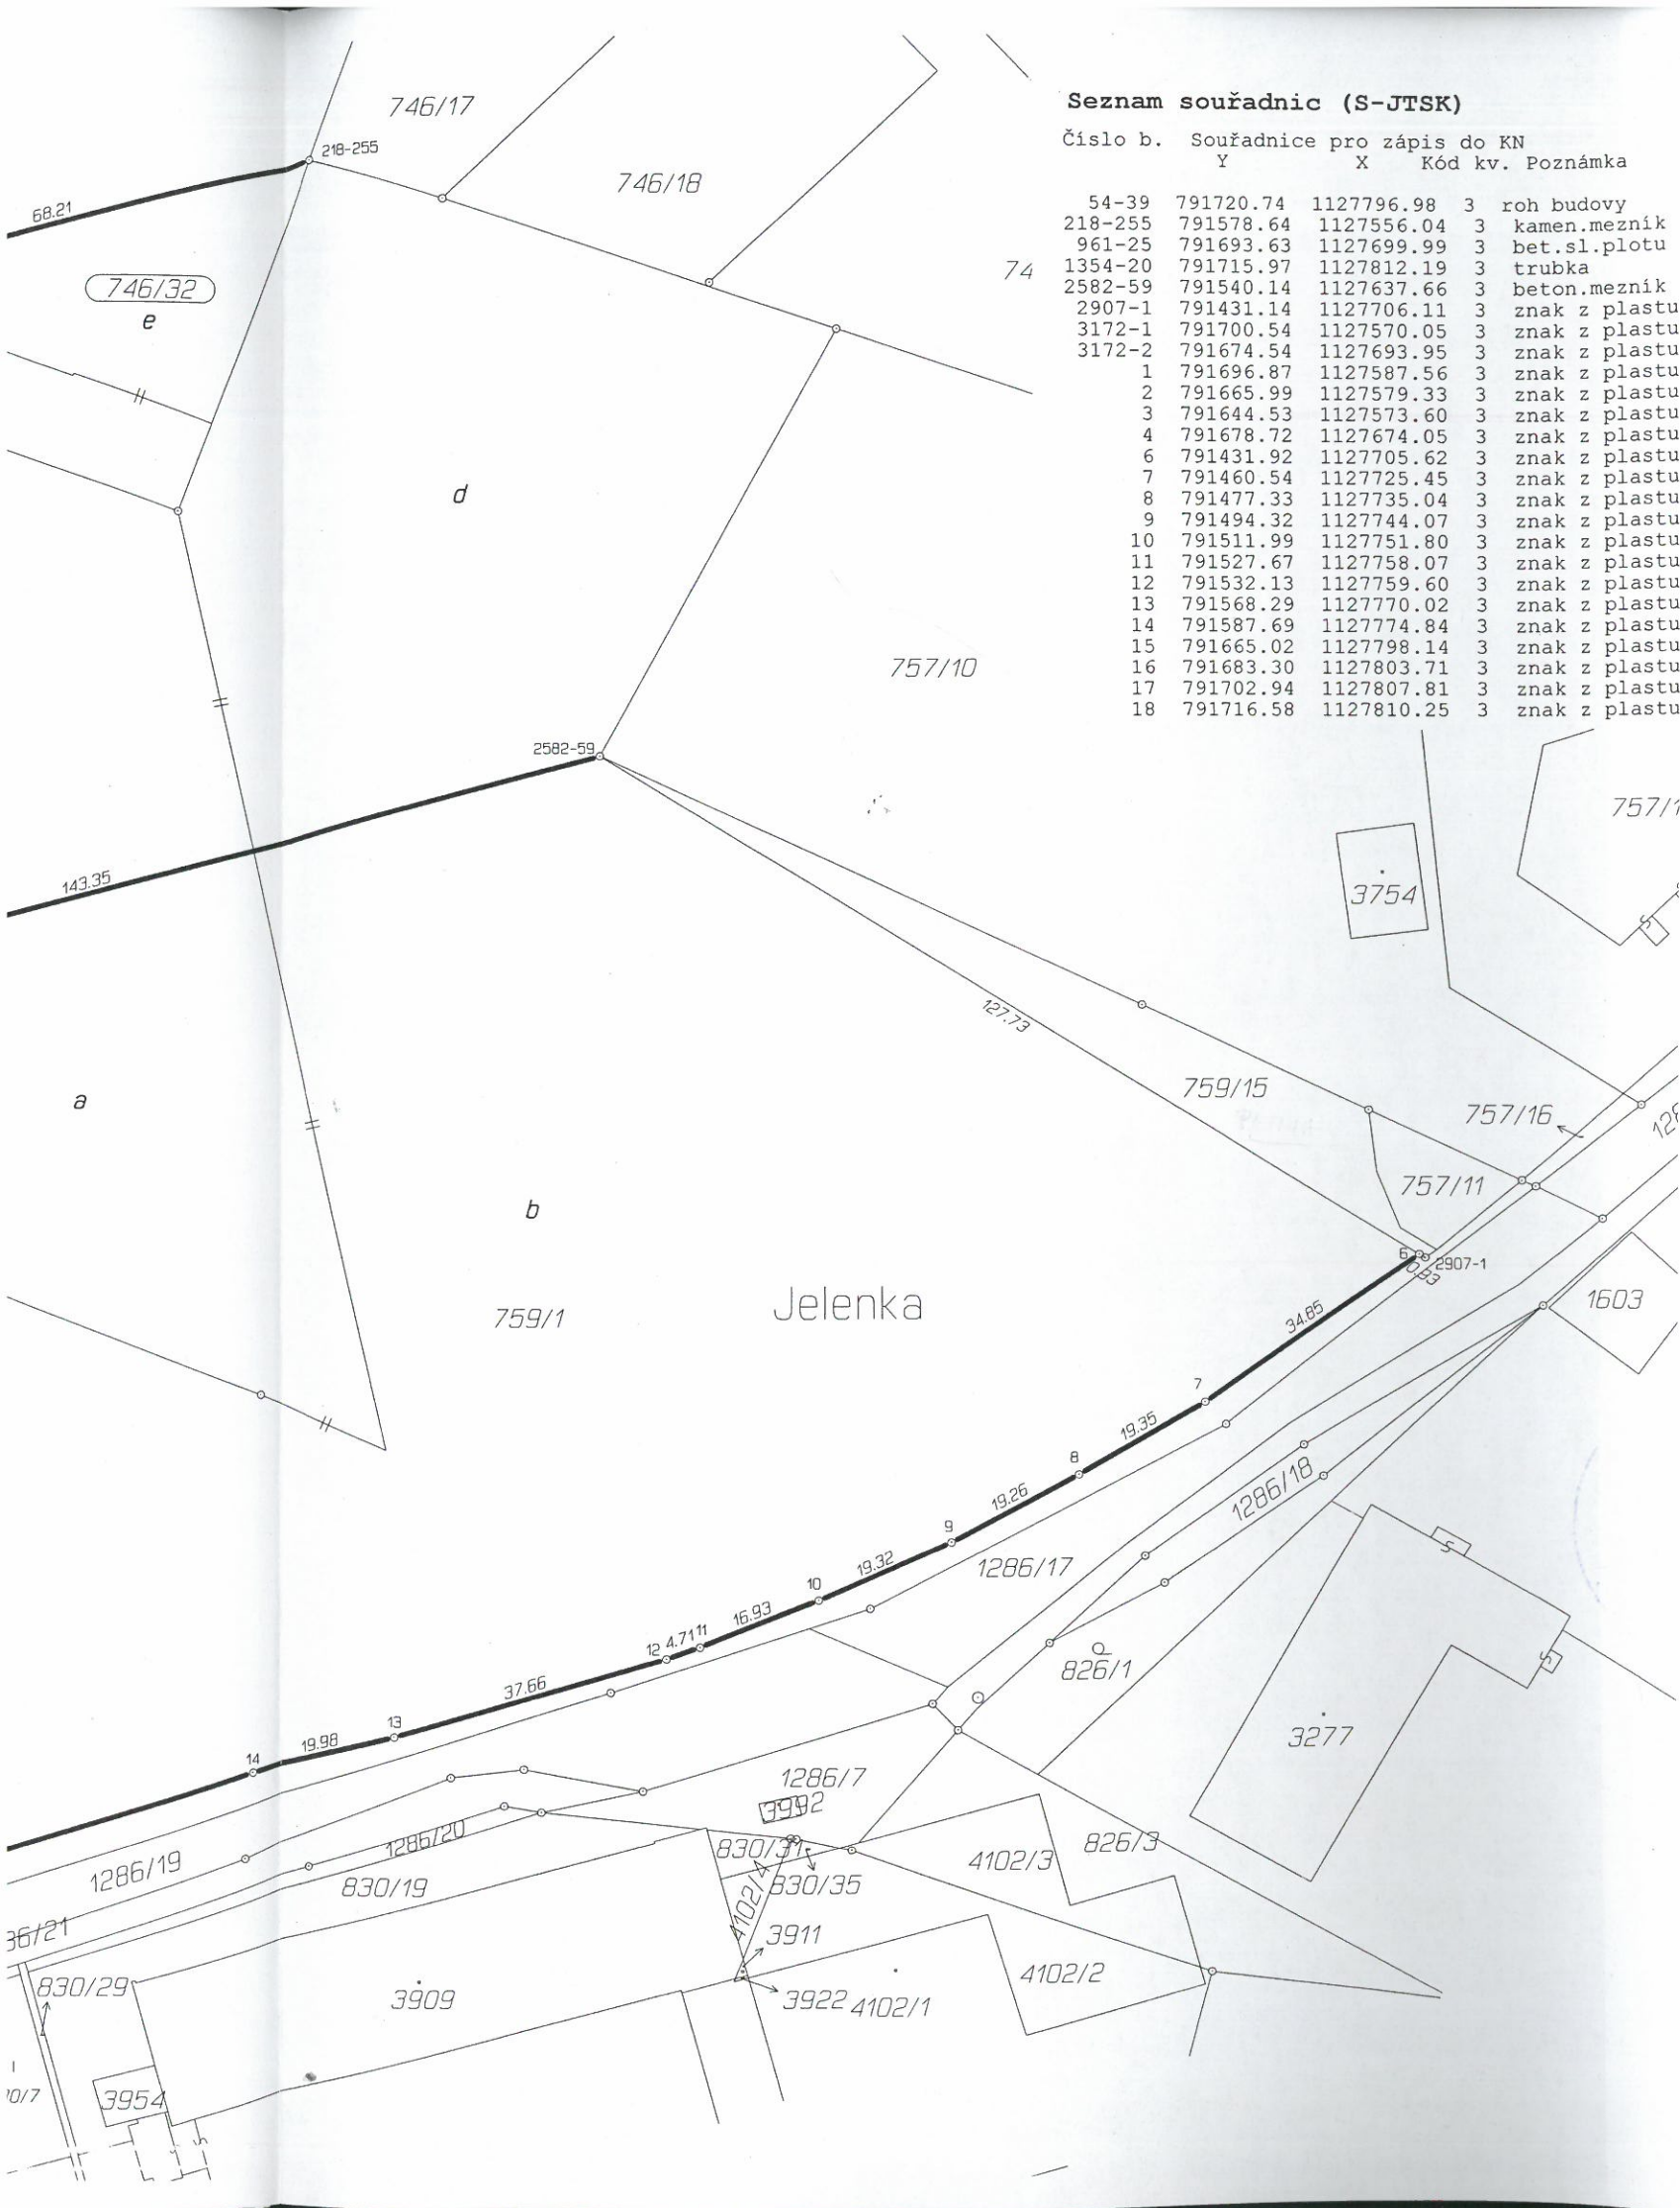 Seznam souřadnic (S-JTSK)
Číslo b. Souřadnice pro zápis do KN
Y X Kód kv. Poznámka
54-39 791720.74 1127796.98 3 roh budovy
218-255 791578.64 1127556.04 3 kamen.mezník
961-25 791693.63 1127699.99 3 bet.sl.plotu
1354-20 791715.97 1127812.19 3 trubka
2582-59 791540.14 1127637.66 3 beton.mezník
2907-1 791431.14 1127706.11 3 znak z plastu
3172-1 791700.54 1127570.05 3 znak z plastu
3172-2 791674.54 1127693.95 3 znak z plastu
1 791696.87 1127587.56 3 znak z plastu
2 791665.99 1127579.33 3 znak z plastu
3 791644.53 1127573.60 3 znak z plastu
4 791678.72 1127674.05 3 znak z plastu
6 791431.92 1127705.62 3 znak z plastu
7 791460.54 1127725.45 3 znak z plastu
8 791477.33 1127735.04 3 znak z plastu
9 791494.32 1127744.07 3 znak z plastu
10 791511.99 1127751.80 3 znak z plastu
11 791527.67 1127758.07 3 znak z plastu
12 791532.13 1127759.60 3 znak z plastu
13 791568.29 1127770.02 3 znak z plastu
14 791587.69 1127774.84 3 znak z plastu
15 791665.02 1127798.14 3 znak z plastu
16 791683.30 1127803.71 3 znak z plastu
17 791702.94 1127807.81 3 znak z plastu
18 791716.58 1127810.25 3 znak z plastu
746/17
218-255
746/18
68.21
74
746/32
e
d
757/10
2582-59
757/1
143.35
3754
127.73
a
759/15
757/16
128
757/11
b
6
2907-1
0.93
Jelenka
759/1
1603
34.85
7
19.35
8
19.26
1286/18
9
S
19.32
1286/17
10
16.93
11
4.71
12
826/1
S
37.66
13
19.98
14
3277
1286/7
3992
1286/20
830/31
826/3
1286/19
4102/3
830/19
830/35
4102/4
36/21
3911
4102/2
830/29
3909
3922
4102/1
3954